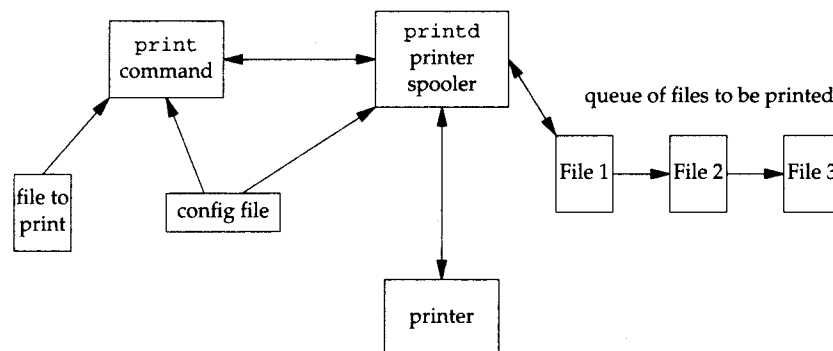 print
command
printd
printer
spooler
queue of files to be printed
file to
print
config file
File 1
File 2
File 3
printer